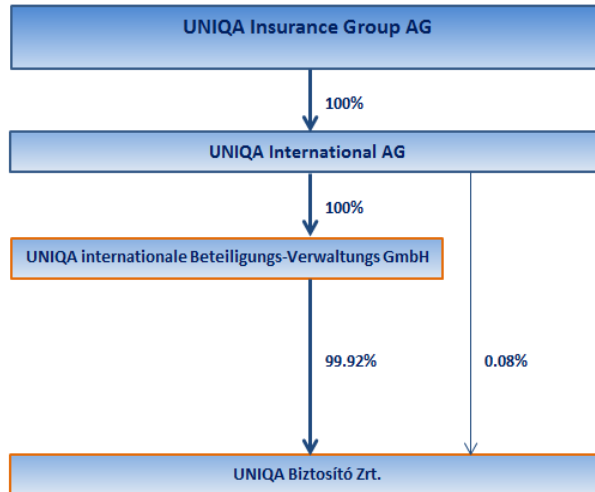 UNIQA Insurance Group AG
100%
UNIQA International AG
100%
UNIQA internationale Beteiligungs-Verwaltungs GmbH
99.92%
0.08%
UNIQA Biztosító Zrt.